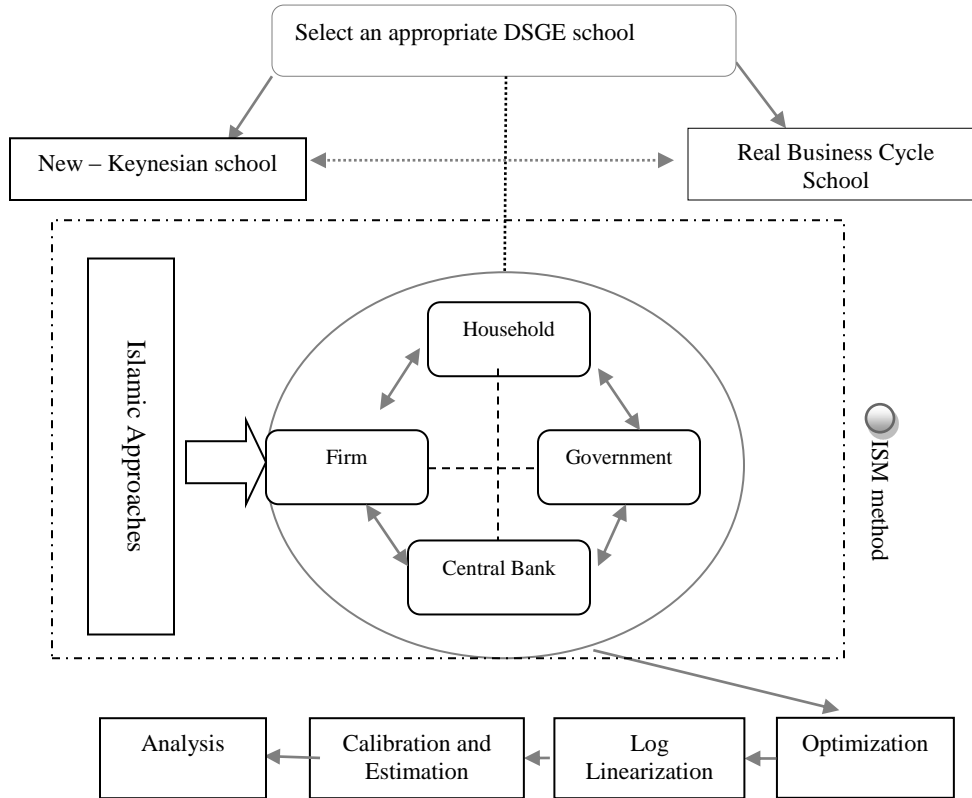 Select an appropriate DSGE school
New – Keynesian school
Real Business Cycle
School
Islamic Approaches
Household
Firm
Government
Central Bank
ISM method
Analysis
Calibration and
Estimation
Log
Linearization
Optimization